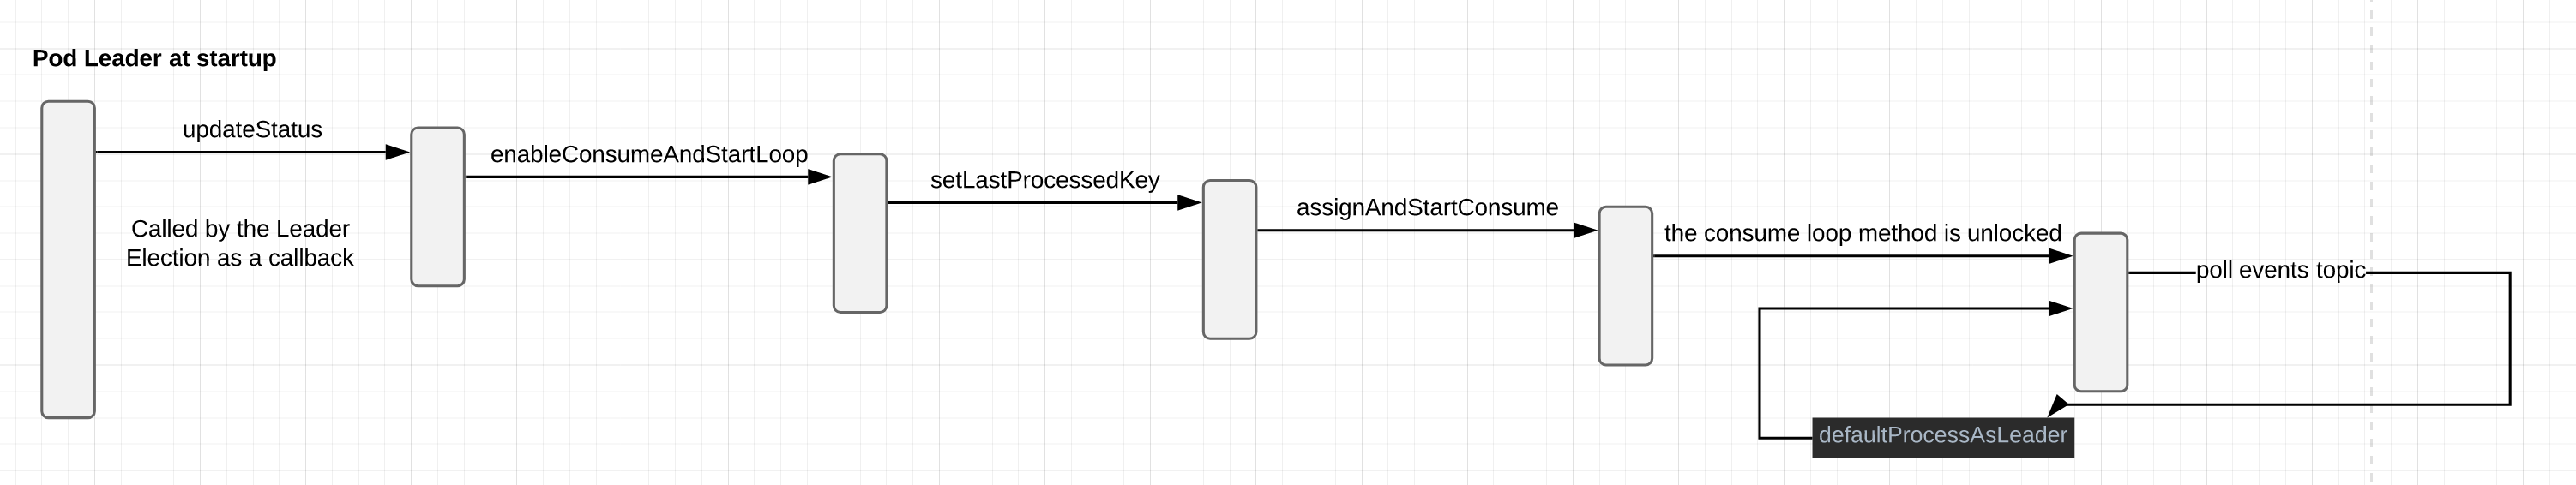 Pod Leader at startup
updateStatus
enableConsumeAndStartLoop
setLastProcessedKey
assignAndStartConsume
Called by the Leader
Election as a callback
the consume loop method is unlocked
poll events topic
defaultProcessAsLeader